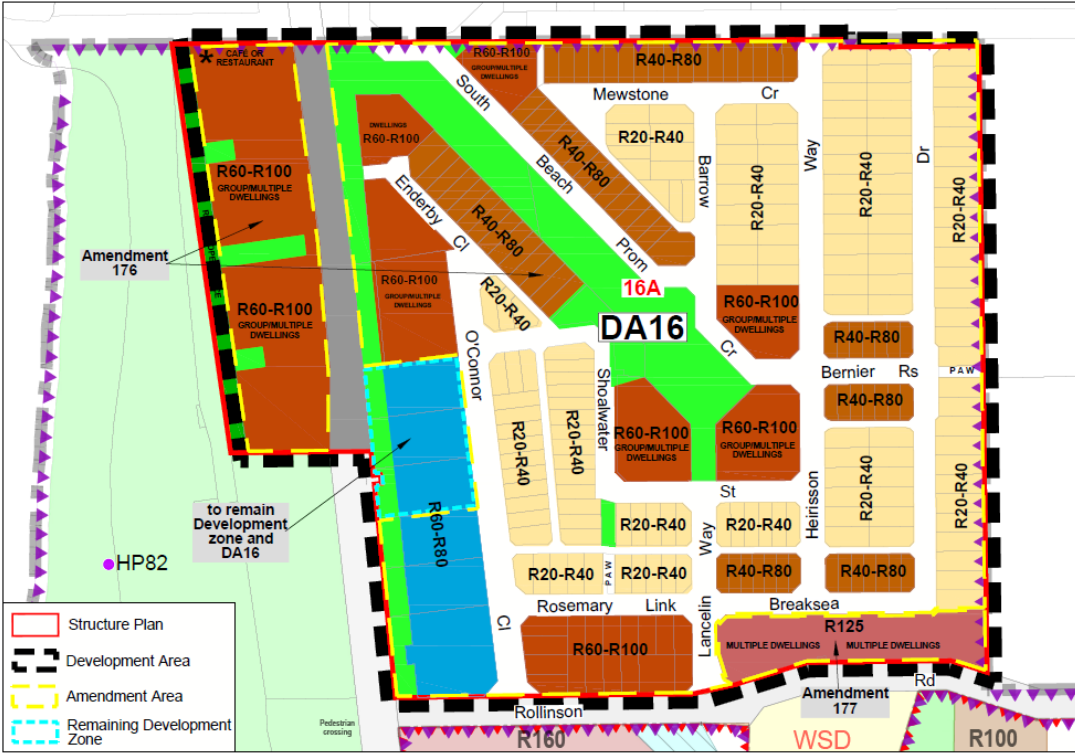 * CAFE OR
RESTAURANT
R60-R100
GROUP/MULTIPLE
DWELLINGS
R40-R80
South
Mewstone
Cr
DWELLINGS
R60-R100
R20-R40
Way
Dr
Barrow
R40-R80
Beach
R60-R100
GROUP/MULTIPLE
DWELLINGS
Enderby
Cl
R40-R80
R20-R40
R20-R40
R20-R40
Prom
Amendment
176
R60-R100
GROUP/MULTIPLE
DWELLINGS
R20-R40
16A
R60-R100
GROUP/MULTIPLE
DWELLINGS
R60-R100
GROUP/MULTIPLE
DWELLINGS
DA16
R40-R80
O'Connor
Cr
Bernier
Rs
PAW
Shoalwater
R40-R80
R20-R40
R20-R40
R60-R100
GROUP/MULTIPLE
DWELLINGS
R60-R100
GROUP/MULTIPLE
DWELLINGS
R20-R40
R20-R40
St
Heirisson
to remain
Development
zone and
DA16
R60-R80
R20-R40
Way
R20-R40
HP82
R20-R40
PAW
R20-R40
R40-R80
R40-R80
Rosemary
Link
Breaksea
Cl
Lancelin
R125
MULTIPLE DWELLINGS
MULTIPLE DWELLINGS
R60-R100
Structure Plan
Development Area
Amendment Area
Remaining Development
Zone
Amendment
177
Rd
Rollinson
Pedestrian
crossing
R160
WSD
R100